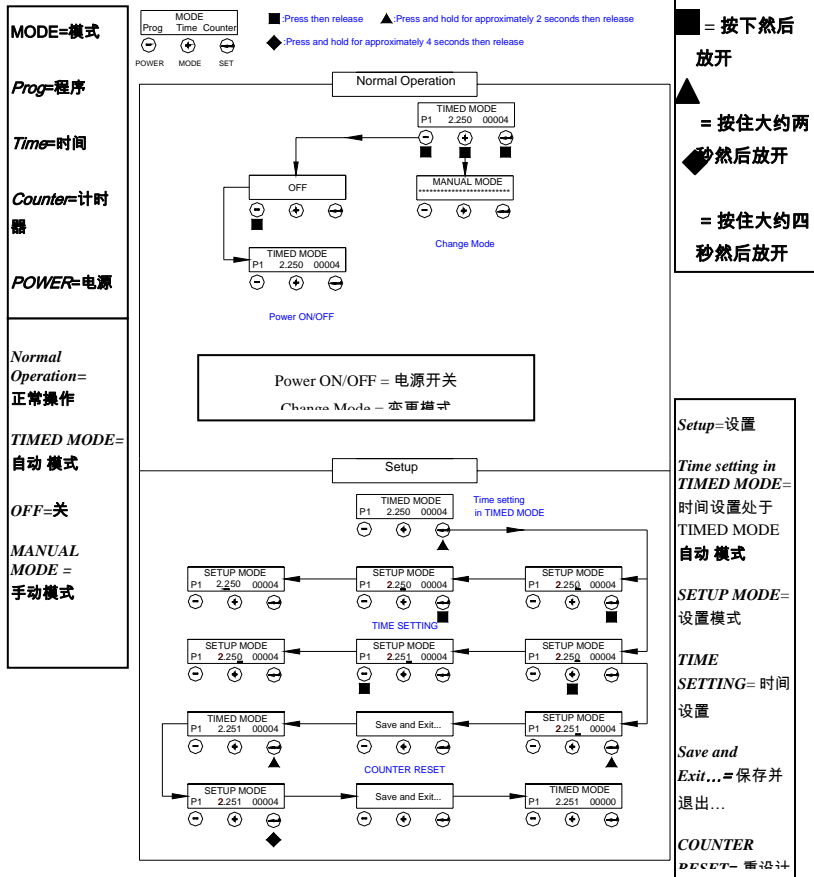 MODE=模式
Prog=程序
Time=时间
Counter=计时
器
POWER=电源
Normal
Operation=
正常操作
TIMED MODE=
自动 模式
OFF=关
MANUAL
MODE =
手动模式
MODE
Prog Time Counter
POWER MODE SET
:Press then release
:Press and hold for approximately 2 seconds then release
:Press and hold for approximately 4 seconds then release
Normal Operation
TIMED MODE
P1 2.250 00004
OFF
MANUAL MODE
************************
Change Mode
TIMED MODE
P1 2.250 00004
Power ON/OFF
Power ON/OFF = 电源开关
Change Mode = 变更模式
Setup
TIMED MODE
P1 2.250 00004
Time setting
in TIMED MODE
SETUP MODE
P1 2.250 00004
SETUP MODE
P1 2.250 00004
SETUP MODE
P1 2.250 00004
TIME SETTING
SETUP MODE
P1 2.250 00004
SETUP MODE
P1 2.251 00004
SETUP MODE
P1 2.250 00004
TIMED MODE
P1 2.251 00004
Save and Exit...
SETUP MODE
P1 2.251 00004
COUNTER RESET
SETUP MODE
P1 2.251 00004
Save and Exit...
TIMED MODE
P1 2.251 00000
= 按下然后
放开
= 按住大约两
秒然后放开
= 按住大约四
秒然后放开
Setup=设置
Time setting in
TIMED MODE=
时间设置处于
TIMED MODE
自动 模式
SETUP MODE=
设置模式
TIME
SETTING= 时间
设置
Save and
Exit...=保存并
退出...
COUNTER
RESET= 重设计